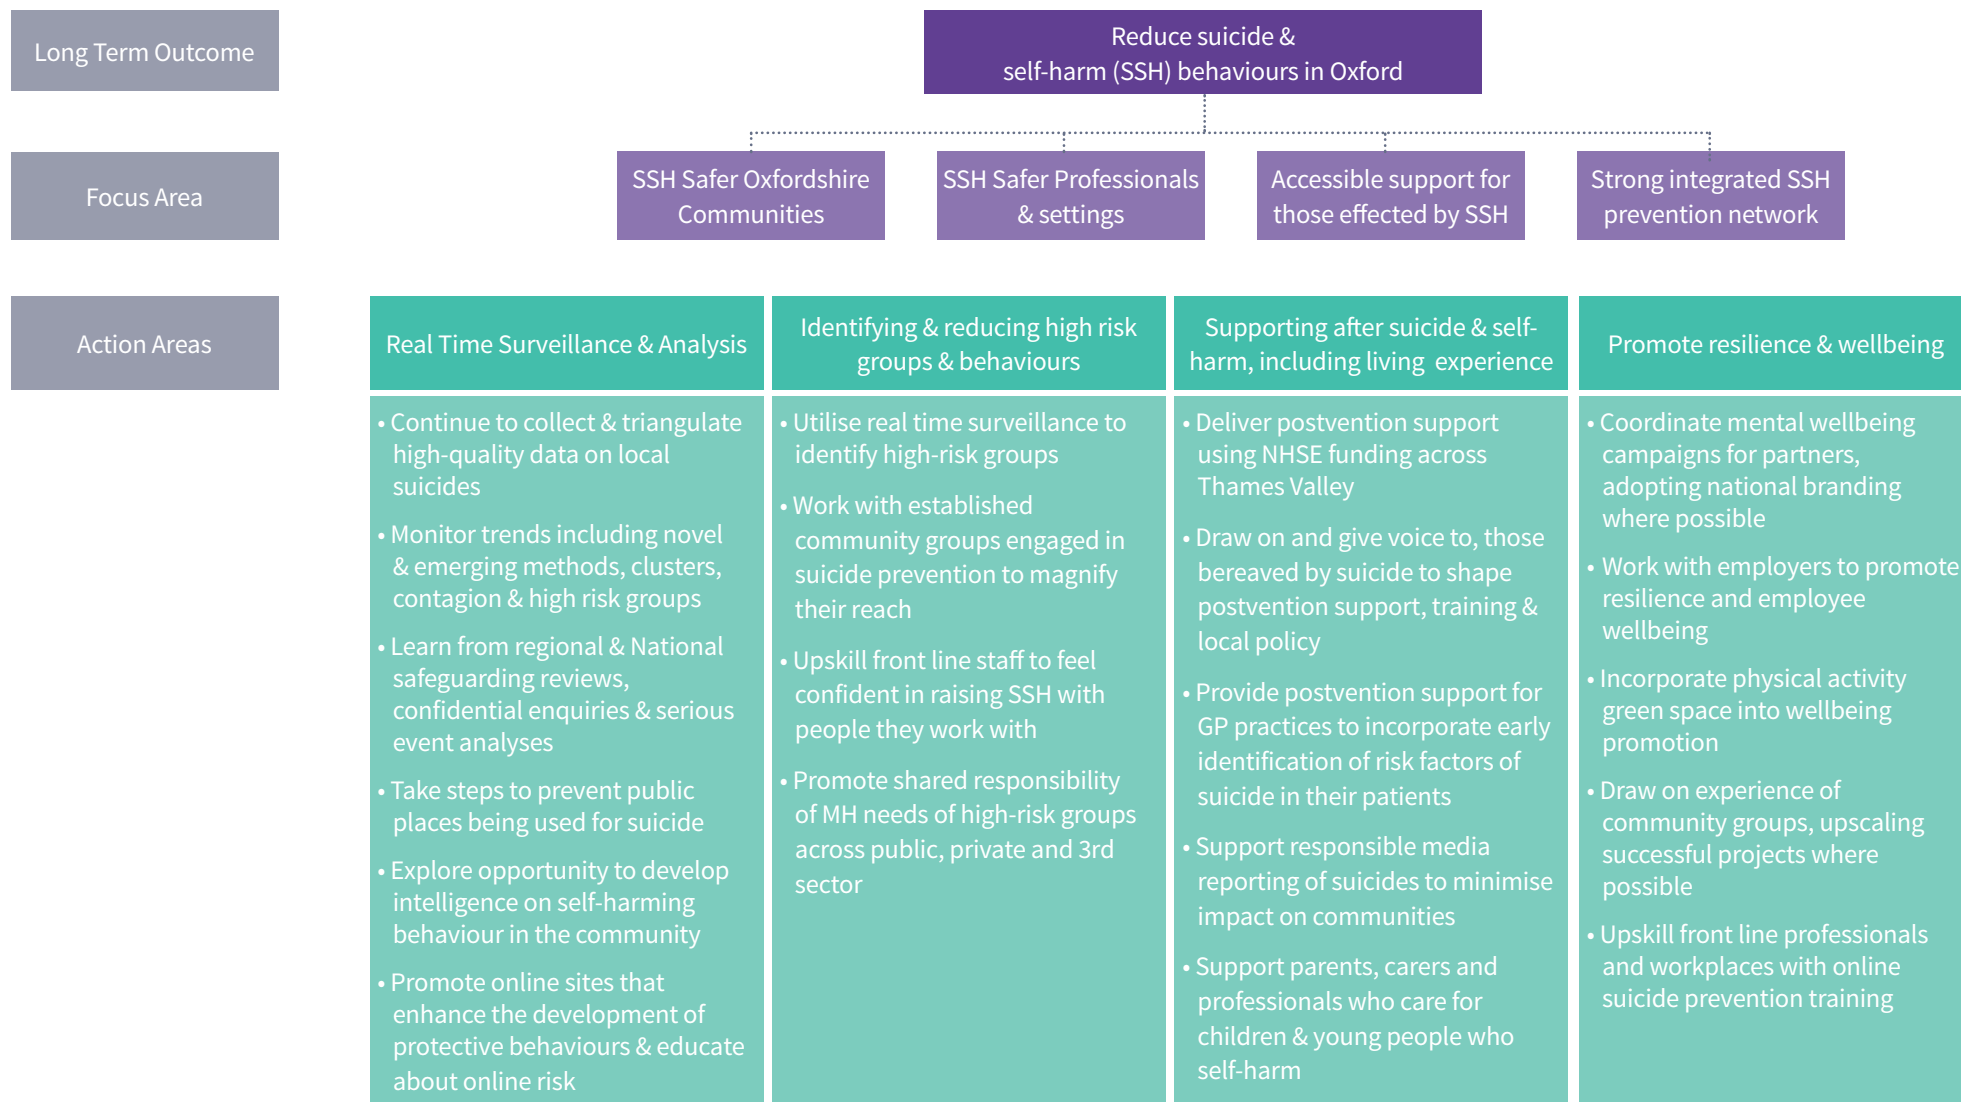 Long Term Outcome
Reduce suicide &
self-harm (SSH) behaviours in Oxford
Focus Area
SSH Safer Oxfordshire
Communities
SSH Safer Professionals
& settings
Accessible support for
those effected by SSH
Strong integrated SSH
prevention network
Action Areas
Real Time Surveillance & Analysis
• Continue to collect & triangulate
high-quality data on local
suicides
• Monitor trends including novel
& emerging methods, clusters,
contagion & high risk groups
• Learn from regional & National
safeguarding reviews,
confidential enquiries & serious
event analyses
• Take steps to prevent public
places being used for suicide
• Explore opportunity to develop
intelligence on self-harming
behaviour in the community
• Promote online sites that
enhance the development of
protective behaviours & educate
about online risk
Identifying & reducing high risk
groups & behaviours
• Utilise real time surveillance to
identify high-risk groups
• Work with established
community groups engaged in
suicide prevention to magnify
their reach
• Upskill front line staff to feel
confident in raising SSH with
people they work with
• Promote shared responsibility
of MH needs of high-risk groups
across public, private and 3rd
sector
Supporting after suicide & self-
harm, including living experience
• Deliver postvention support
using NHSE funding across
Thames Valley
• Draw on and give voice to, those
bereaved by suicide to shape
postvention support, training &
local policy
• Provide postvention support for
GP practices to incorporate early
identification of risk factors of
suicide in their patients
• Support responsible media
reporting of suicides to minimise
impact on communities
• Support parents, carers and
professionals who care for
children & young people who
self-harm
Promote resilience & wellbeing
• Coordinate mental wellbeing
campaigns for partners,
adopting national branding
where possible
• Work with employers to promote
resilience and employee
wellbeing
• Incorporate physical activity
green space into wellbeing
promotion
• Draw on experience of
community groups, upscaling
successful projects where
possible
• Upskill front line professionals
and workplaces with online
suicide prevention training